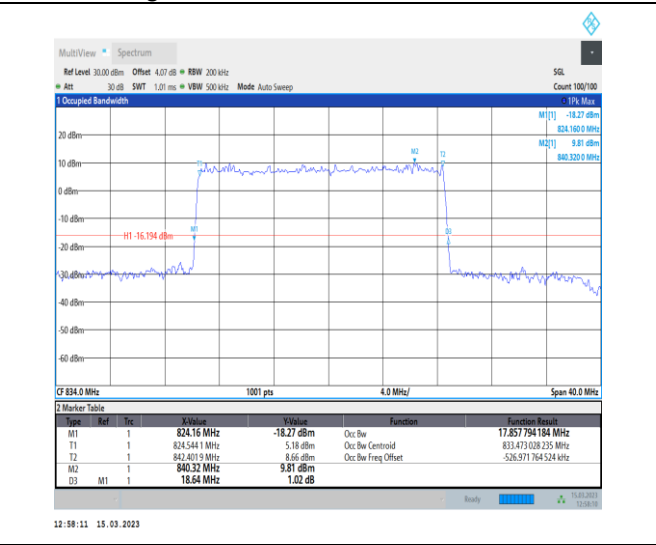 MultiView Spectrum
Ref Level 30.00 dBm Offset 4.07 dB RBW 200 kHz SGL
Att 30 dB SWT 1.01 ms VBW 500 kHz Mode Auto Sweep Count 100/100
1 Occupied Bandwidth 1Pk Max
M1[1] -18.27 dBm
824.160 0 MHz
M2[1] 9.81 dBm
840.320 0 MHz
20 dBm
M2
T2
T1
10 dBm
0 dBm
-10 dBm
M1
D3
H1 -16.194 dBm
-20 dBm
-30 dBm
-40 dBm
-50 dBm
-60 dBm
CF 834.0 MHz 1001 pts 4.0 MHz/ Span 40.0 MHz
2 Marker Table
Type Ref Trc X-Value Y-Value Function Function Result
M1 1 824.16 MHz -18.27 dBm Occ Bw 17.857 794 184 MHz
T1 1 824.544 1 MHz 5.18 dBm Occ Bw Centroid 833.473 028 235 MHz
T2 1 842.401 9 MHz 8.66 dBm Occ Bw Freq Offset -526.971 764 524 kHz
M2 1 840.32 MHz 9.81 dBm
D3 M1 1 18.64 MHz 1.02 dB
Ready 15.03.2023
12:58:10
12:58:11 15.03.2023